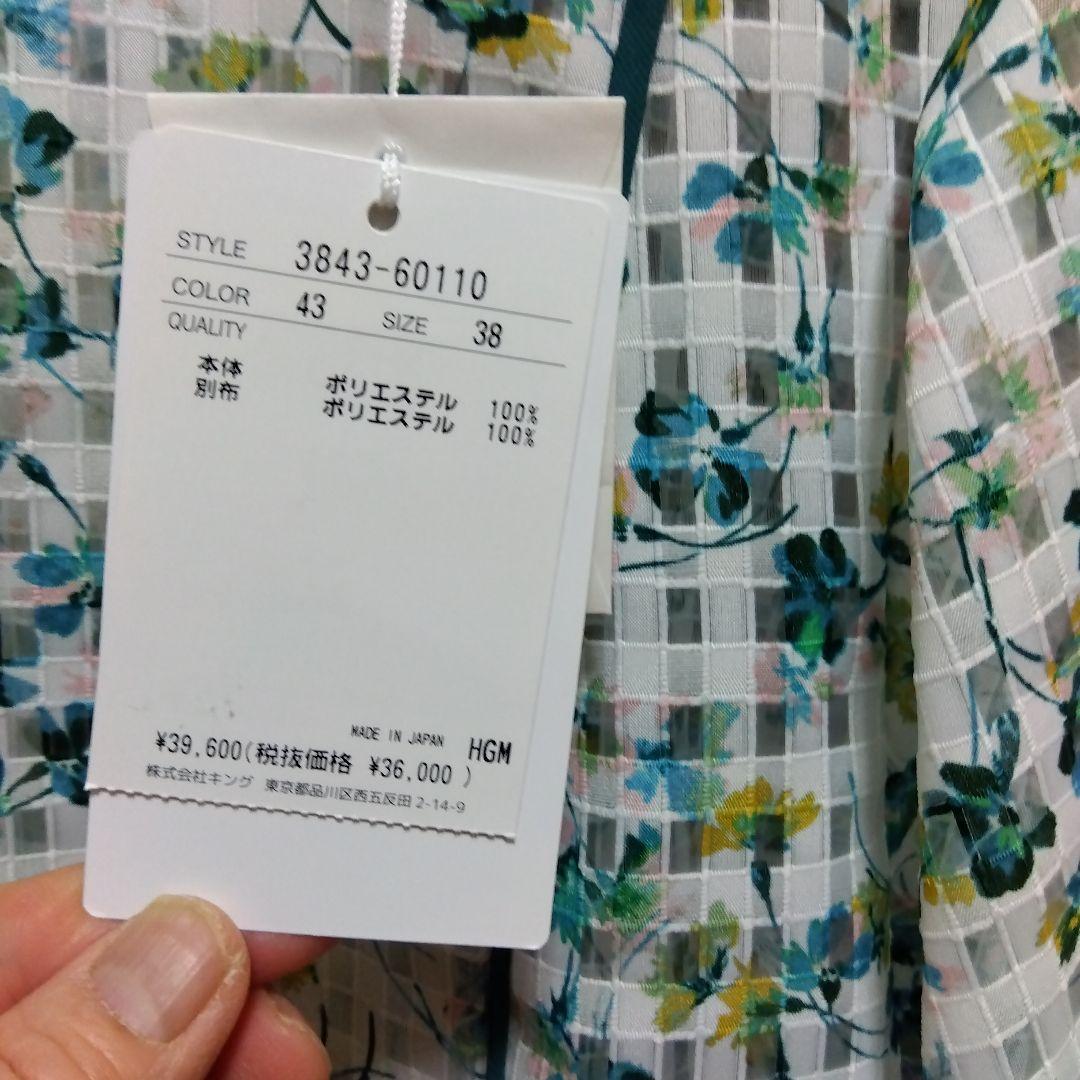 STYLE 3843-60110
COLOR 43 SIZE 38
QUALITY
本体 ポリエステル 100%
別布 ポリエステル 100%
MADE IN JAPAN HGM
¥39,600(税抜価格 ¥36,000 )
株式会社キング 東京都品川区西五反田 2-14-9